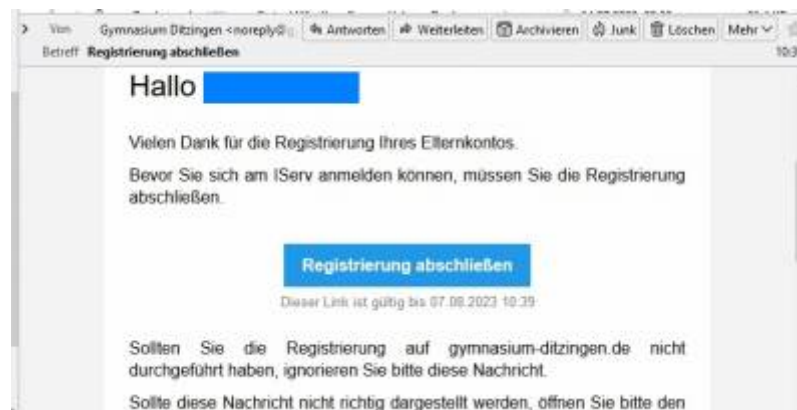 Von Gymnasium Ditzingen <noreply@ Antworten Weiterleiten Archivieren Junk Löschen Mehr
Betreff Registrierung abschließen 10:3
Hallo
Vielen Dank für die Registrierung Ihres Elternkontos.
Bevor Sie sich am IServ anmelden können, müssen Sie die Registrierung
abschließen.
Registrierung abschließen
Dieser Link ist gültig bis 07.08.2023 10:39
Sollten Sie die Registrierung auf gymnasium-ditzingen.de nicht
durchgeführt haben, ignorieren Sie bitte diese Nachricht.
Sollte diese Nachricht nicht richtig dargestellt werden, öffnen Sie bitte den